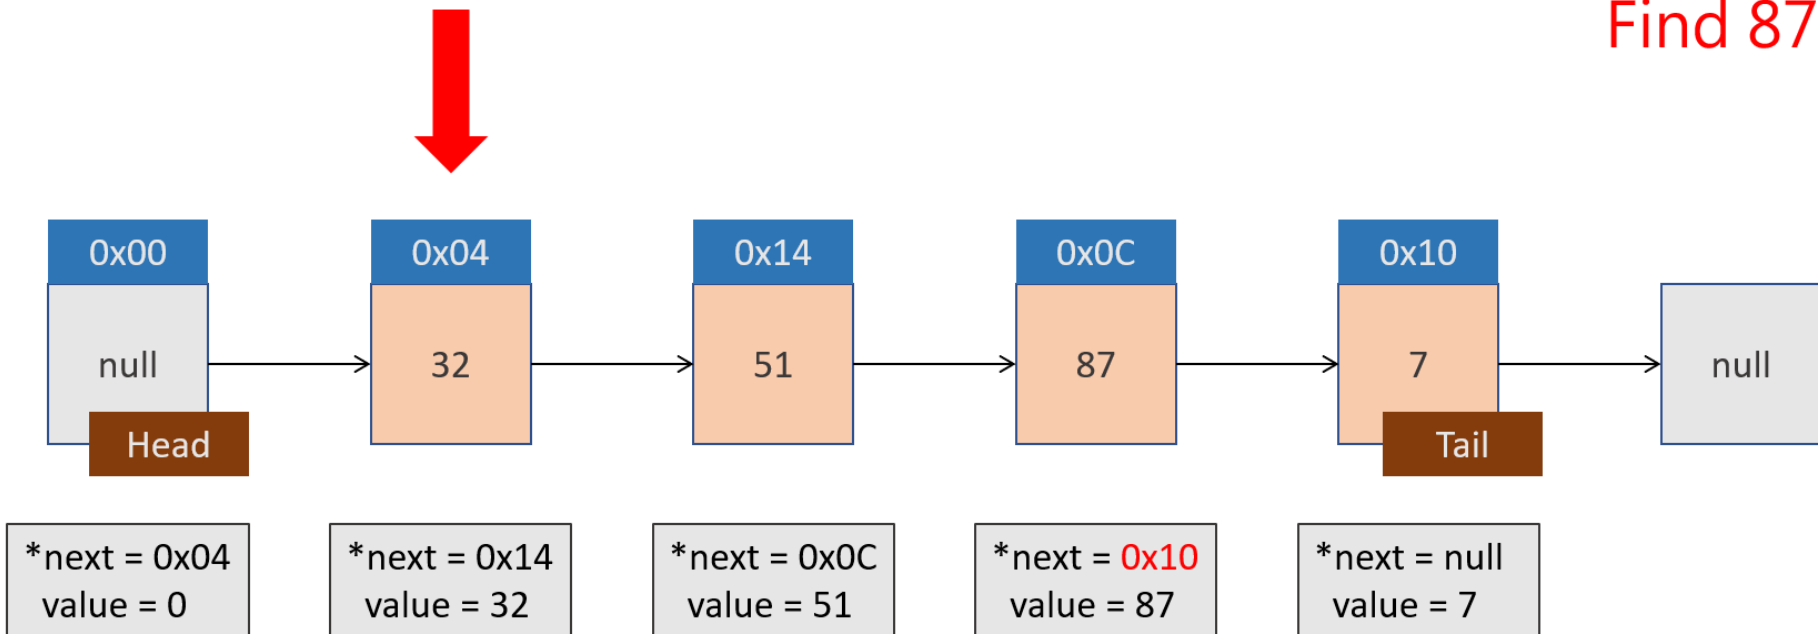 Find 87
0x00
0x04
0x14
0x0C
0x10
null
32
51
87
7
null
Head
Tail
*next = 0x04
value = 0
*next = 0x14
value = 32
*next = 0x0C
value = 51
*next = 0x10
value = 87
*next = null
value = 7